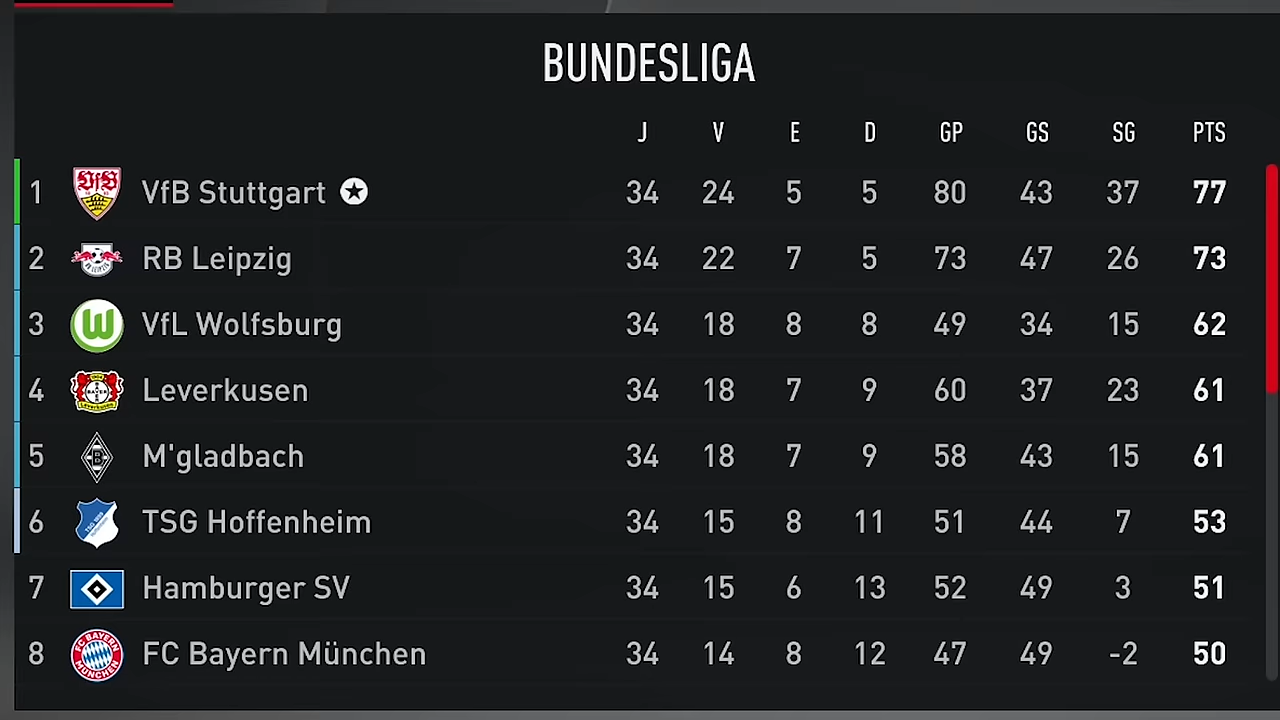 BUNDESLIGA
J V E D GP GS SG PTS
1 VfB Stuttgart 34 24 5 5 80 43 37 77
2 RB Leipzig 34 22 7 5 73 47 26 73
3 VfL Wolfsburg 34 18 8 8 49 34 15 62
4 Leverkusen 34 18 7 9 60 37 23 61
5 M'gladbach 34 18 7 9 58 43 15 61
6 TSG Hoffenheim 34 15 8 11 51 44 7 53
7 Hamburger SV 34 15 6 13 52 49 3 51
8 FC BAYERN MÜNCHEN FC Bayern München 34 14 8 12 47 49 -2 50